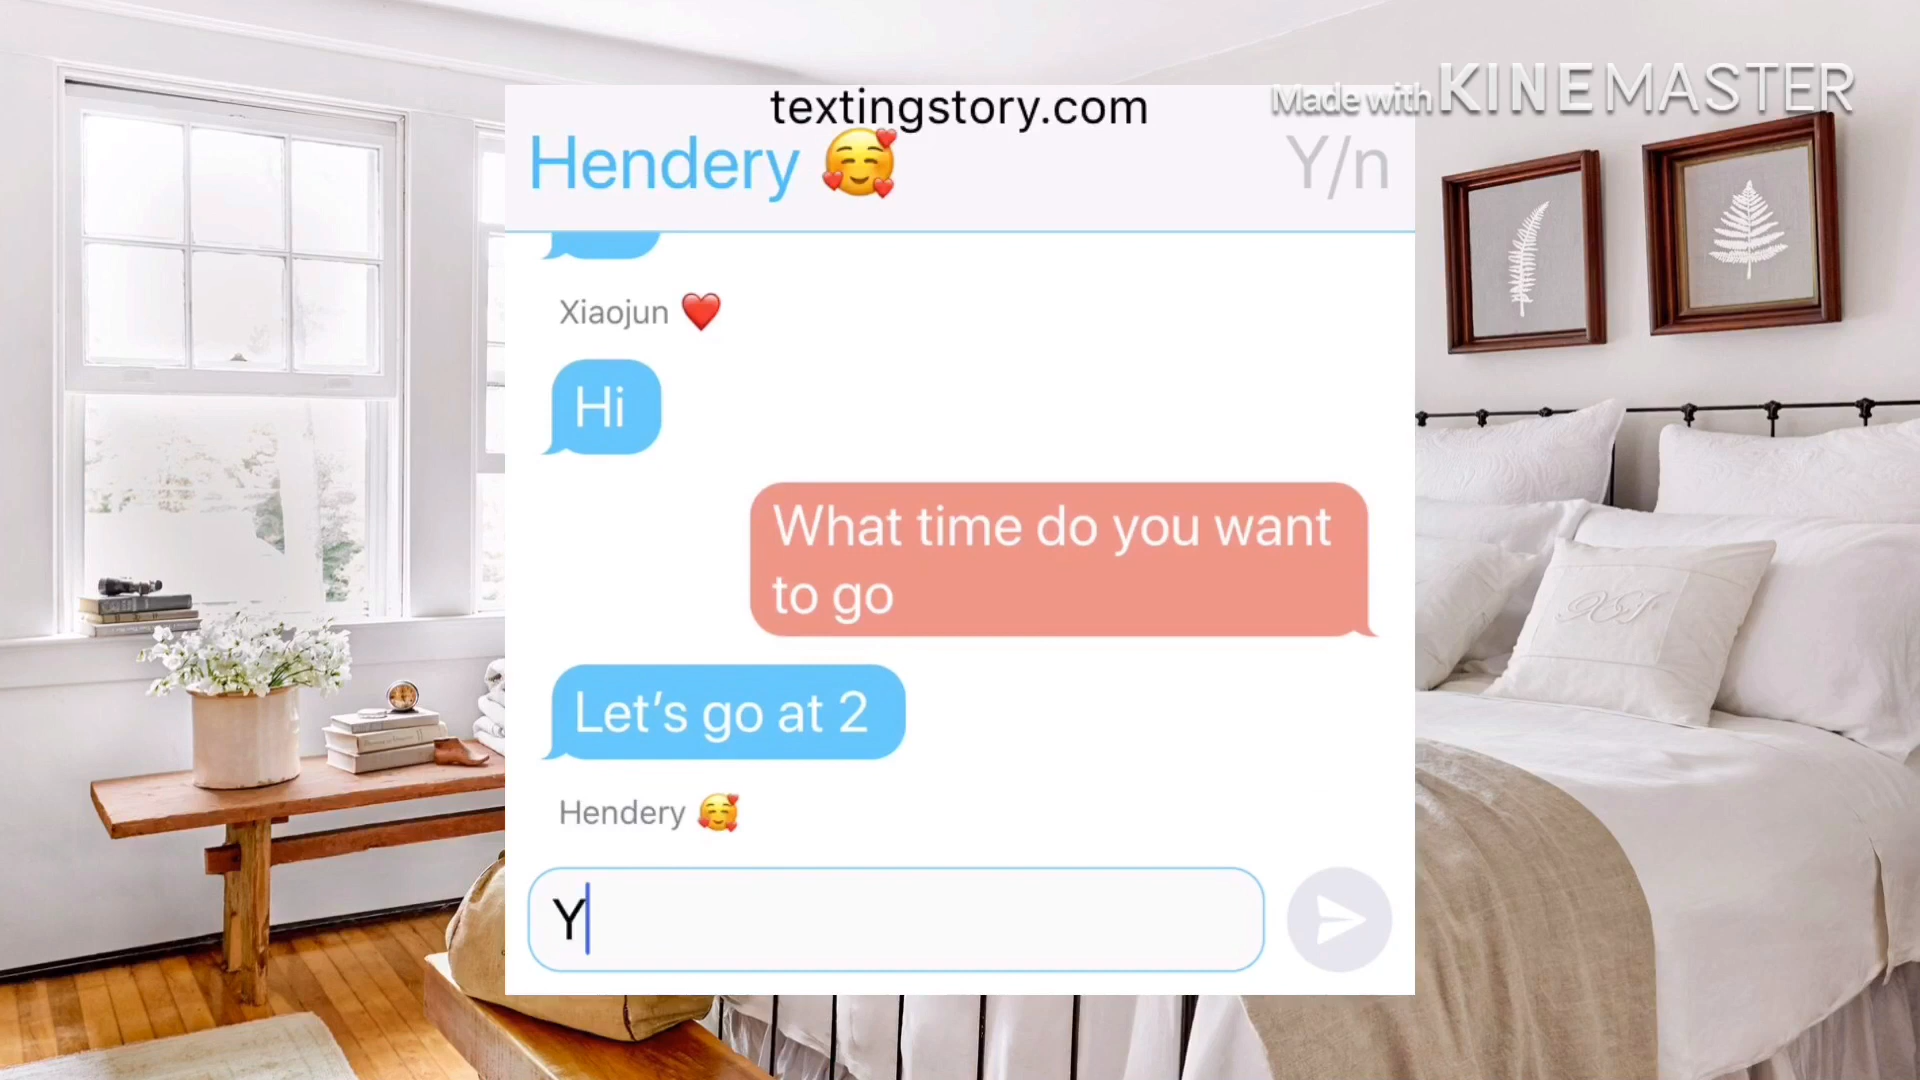 textingstory.com
Made with KINEMASTER
Hendery 🥰
Y/n
Xiaojun ❤️
Hi
What time do you want
to go
Let's go at 2
Hendery 🥰
Y